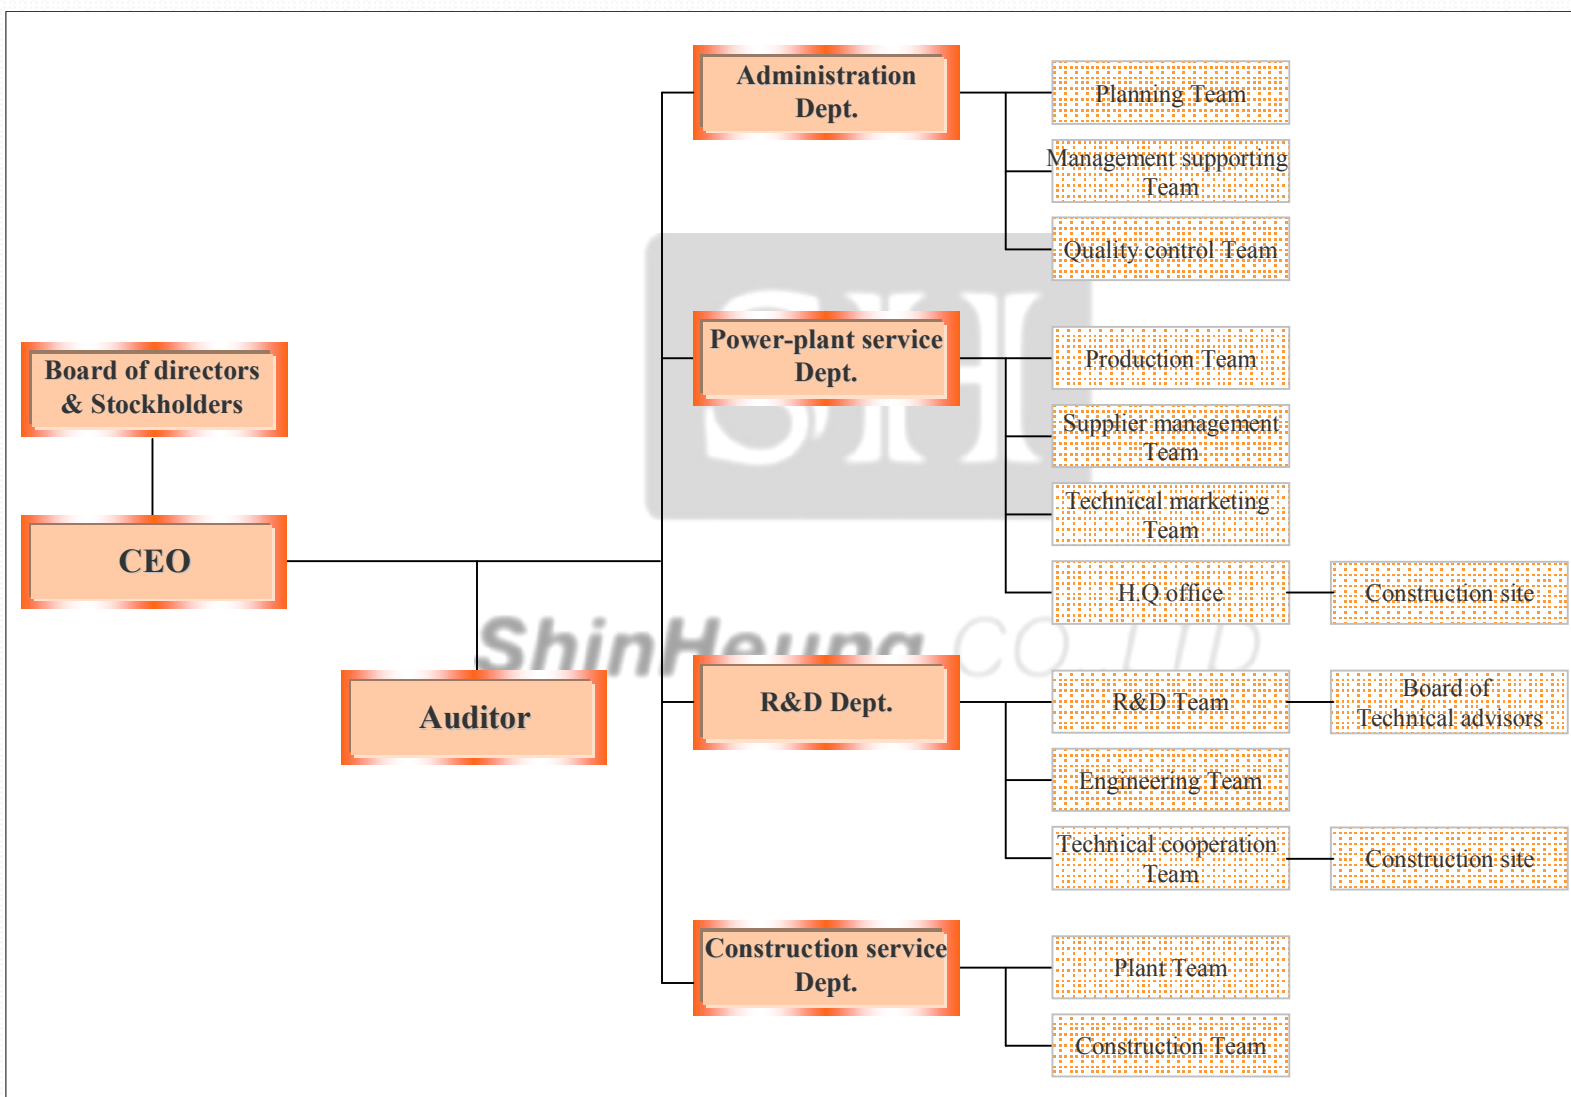 Administration
Dept.
Planning Team
Management supporting
Team
Quality control Team
SH
Power-plant service
Dept.
Production Team
Supplier management
Team
Technical marketing
Team
H.Q office
Construction site
Board of directors
& Stockholders
CEO
Auditor
ShinHeung CO.,LTD
R&D Dept.
R&D Team
Board of
Technical advisors
Engineering Team
Technical cooperation
Team
Construction site
Construction service
Dept.
Plant Team
Construction Team